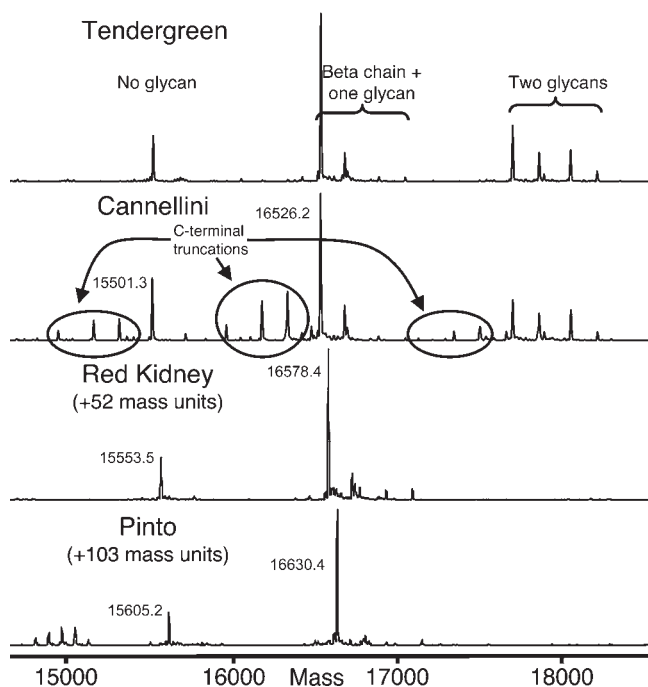 Tendergreen
No glycan
Beta chain +
one glycan
Two glycans
Cannellini
16526.2
C-terminal
truncations
15501.3
Red Kidney
16578.4
(+52 mass units)
15553.5
Pinto
(+103 mass units)
16630.4
15605.2
15000
16000
Mass
17000
18000